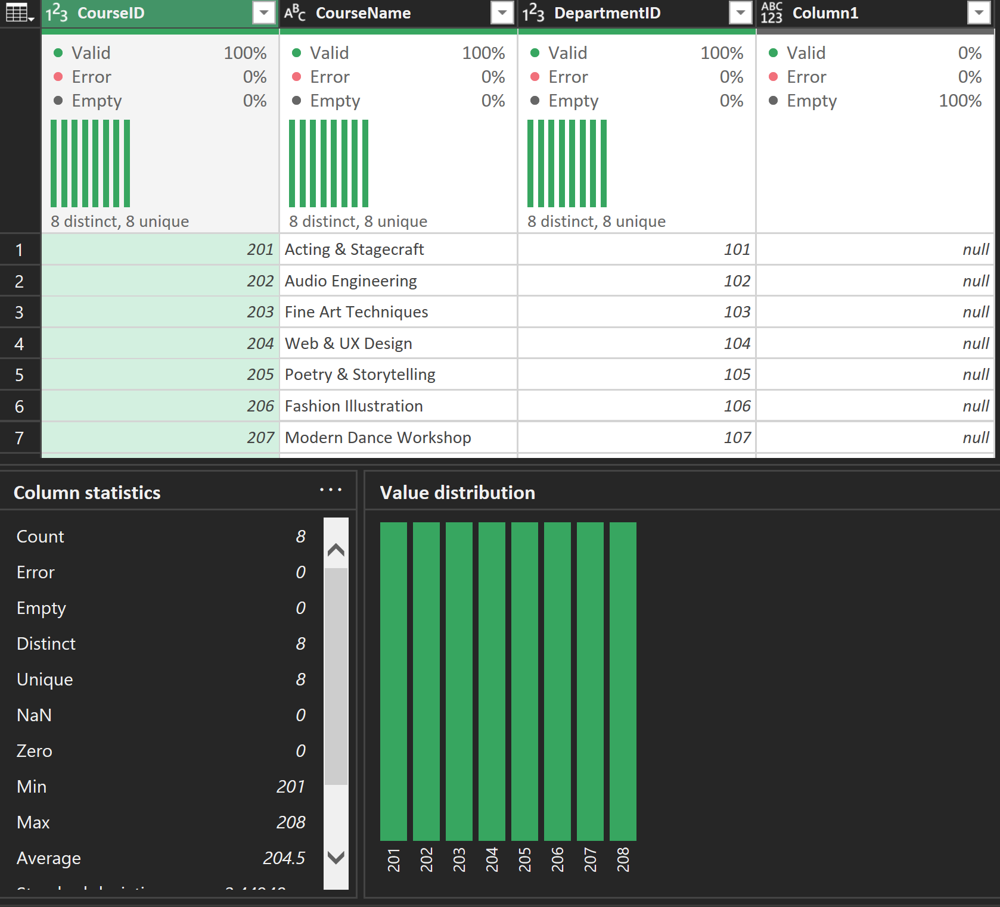 123 CourseID ABC CourseName 123 DepartmentID ABC 123 Column1
Valid 100% Valid 100% Valid 100% Valid 0%
Error 0% Error 0% Error 0% Error 0%
Empty 0% Empty 0% Empty 0% Empty 100%
8 distinct, 8 unique 8 distinct, 8 unique 8 distinct, 8 unique
1 201 Acting & Stagecraft 101 null
2 202 Audio Engineering 102 null
3 203 Fine Art Techniques 103 null
4 204 Web & UX Design 104 null
5 205 Poetry & Storytelling 105 null
6 206 Fashion Illustration 106 null
7 207 Modern Dance Workshop 107 null
Column statistics ...
Count 8
Error 0
Empty 0
Distinct 8
Unique 8
NaN 0
Zero 0
Min 201
Max 208
Average 204.5
Value distribution
201 202 203 204 205 206 207 208